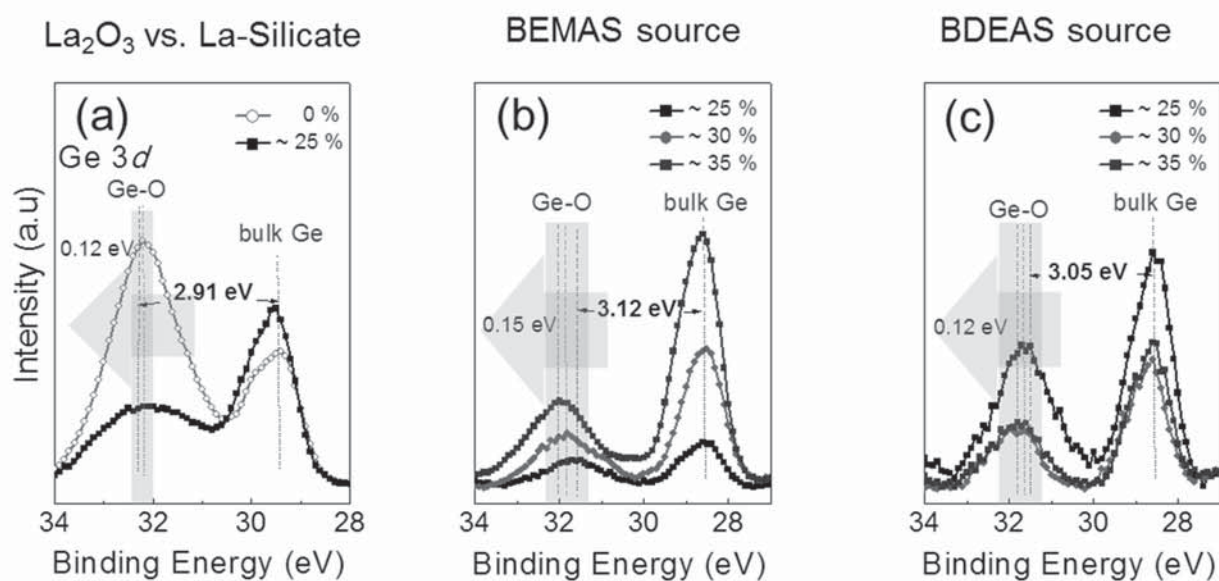 La₂O₃ vs. La-Silicate
BEMAS source
BDEAS source
(a)
0 %
~ 25 %
Ge 3d
Ge-O
bulk Ge
0.12 eV
2.91 eV
Intensity (a.u)
34 32 30 28
Binding Energy (eV)
(b)
~ 25 %
~ 30 %
~ 35 %
Ge-O
bulk Ge
3.12 eV
0.15 eV
34 32 30 28
Binding Energy (eV)
(c)
~ 25 %
~ 30 %
~ 35 %
Ge-O
bulk Ge
3.05 eV
0.12 eV
34 32 30 28
Binding Energy (eV)